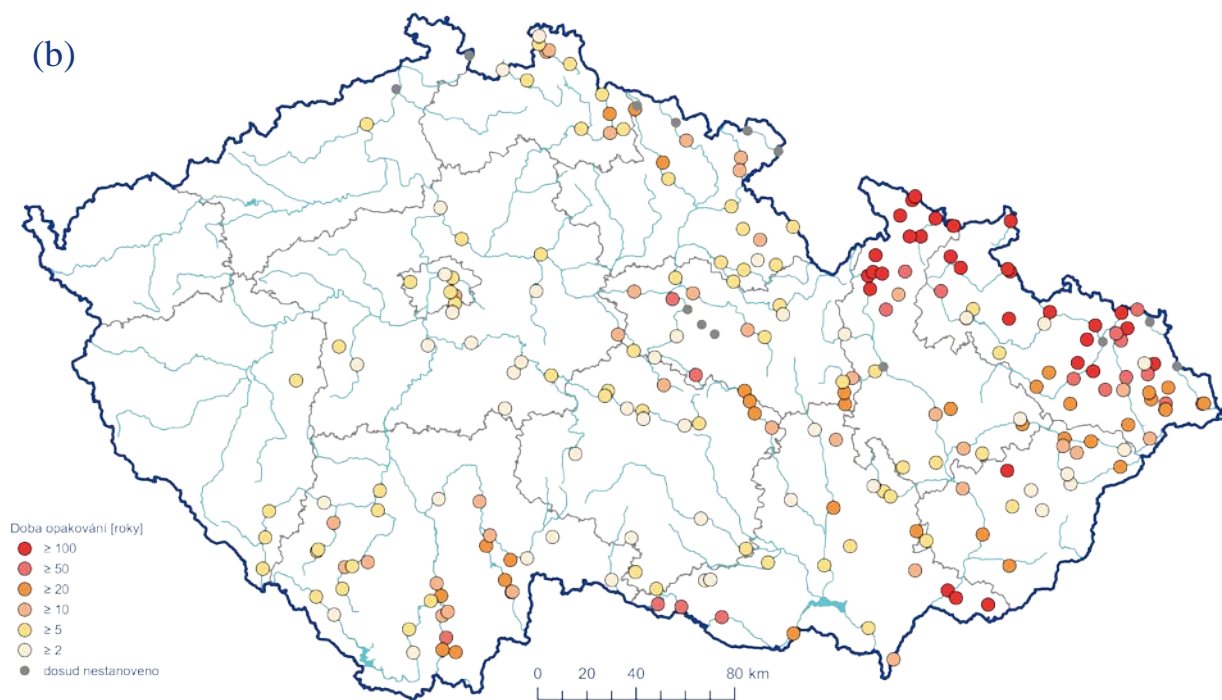 (b)
Doba opakování [roky]
≥ 100
≥ 50
≥ 20
≥ 10
≥ 5
≥ 2
dosud nestanoveno
0 20 40 80 km